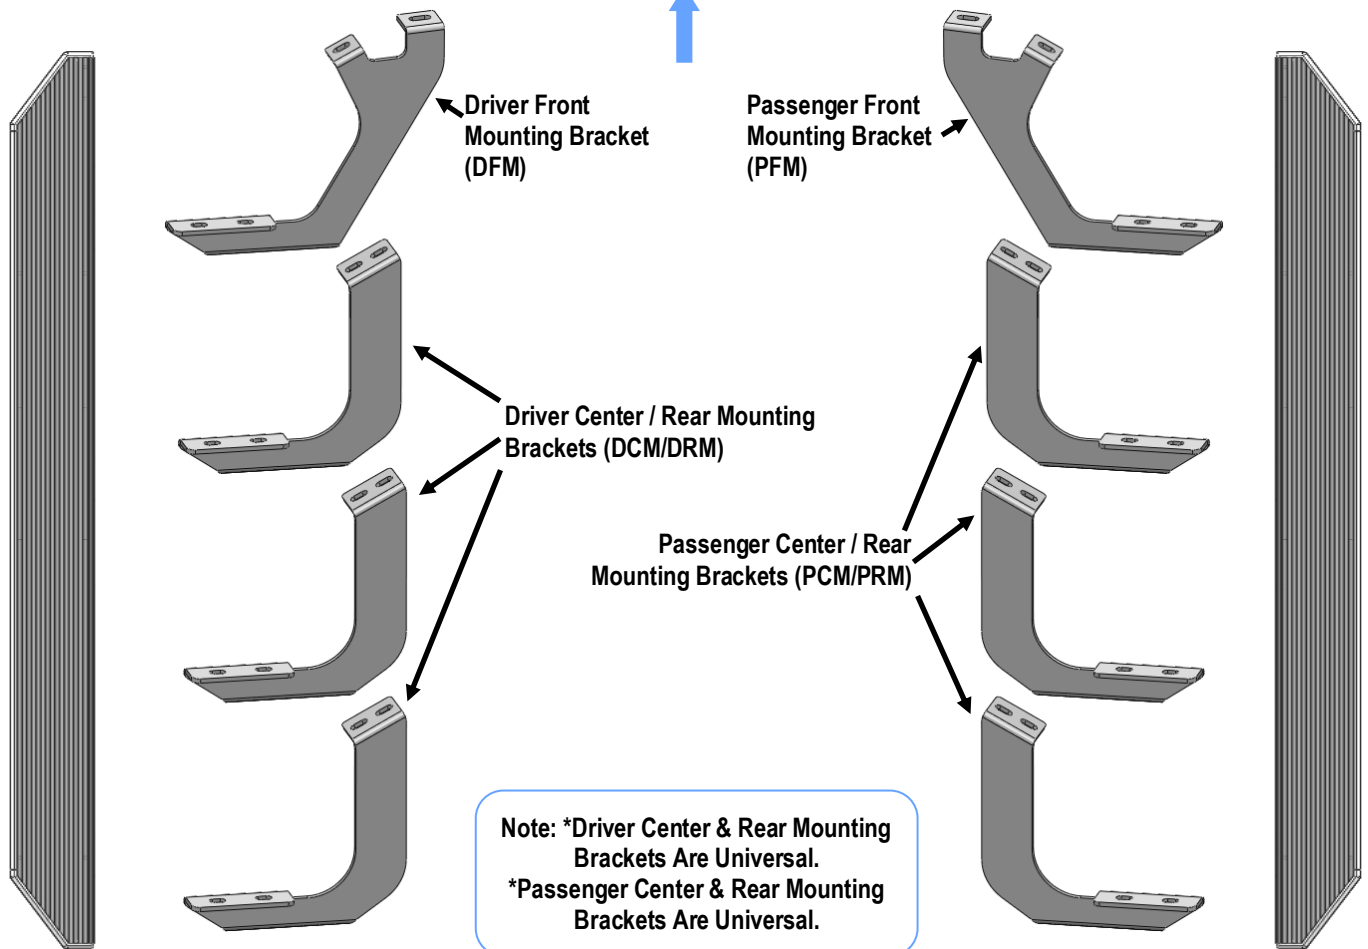 Driver Front
Mounting Bracket
(DFM)
Passenger Front
Mounting Bracket
(PFM)
Driver Center / Rear Mounting
Brackets (DCM/DRM)
Passenger Center / Rear
Mounting Brackets (PCM/PRM)
Note: *Driver Center & Rear Mounting
Brackets Are Universal.
*Passenger Center & Rear Mounting
Brackets Are Universal.